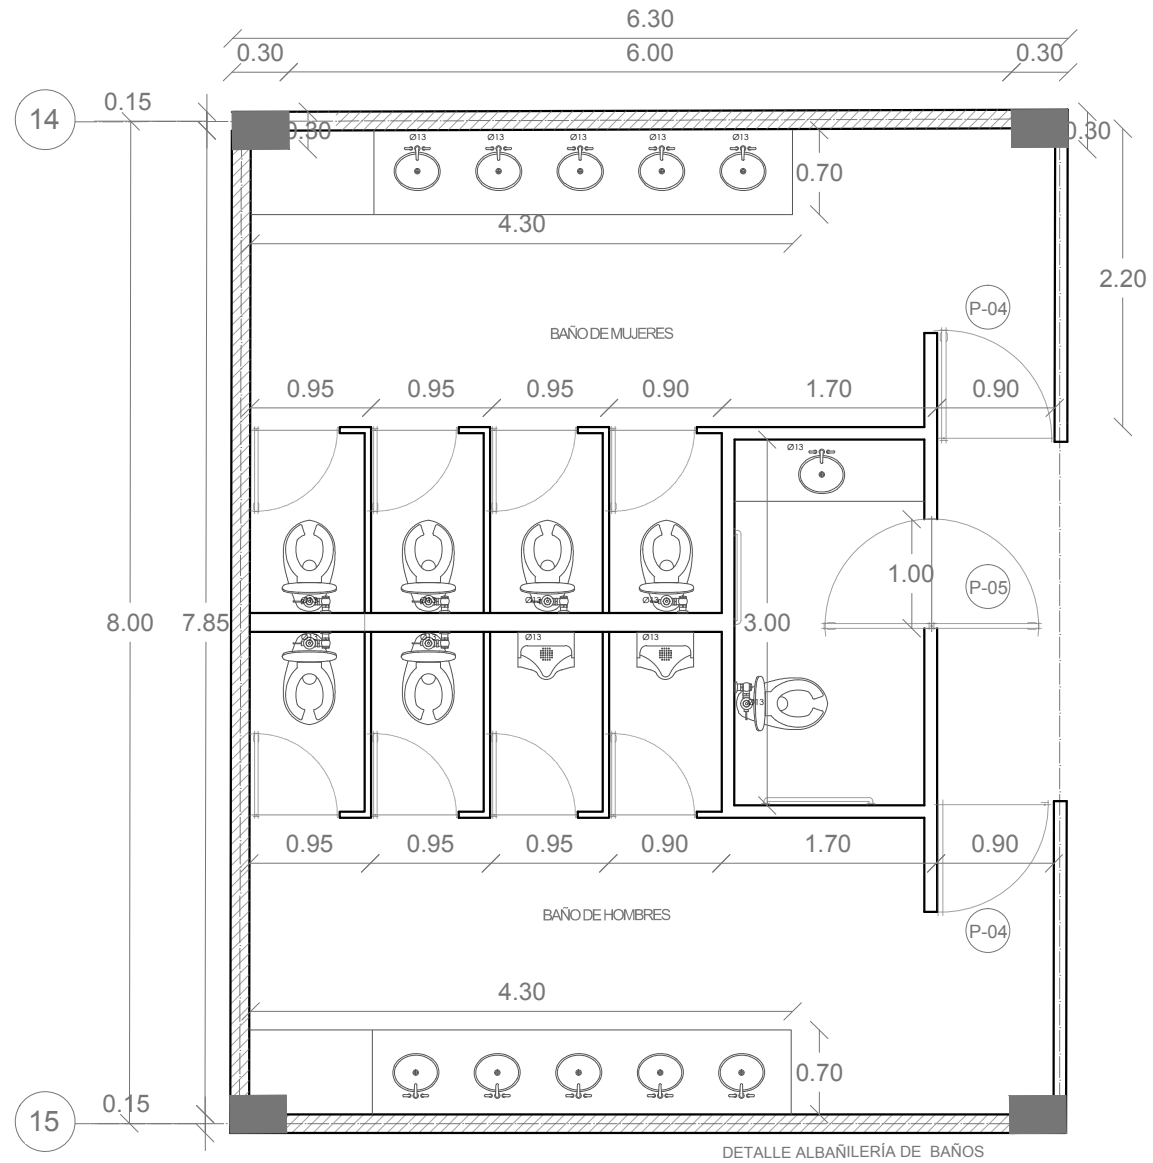 6.30
0.30 6.00 0.30
14 0.15
0.30 0.30
Ø13 Ø13 Ø13 Ø13 Ø13
0.70
4.30
2.20
P-04
BAÑO DE MUJERES
0.95 0.95 0.95 0.90 1.70 0.90
Ø13
1.00 P-05
Ø13 Ø13 Ø13 Ø13
8.00 7.85 3.00
Ø13 Ø13 Ø13 Ø13
Ø13
0.95 0.95 0.95 0.90 1.70 0.90
BAÑO DE HOMBRES
P-04
4.30
0.70
15 0.15
DETALLE ALBAÑILERÍA DE BAÑOS